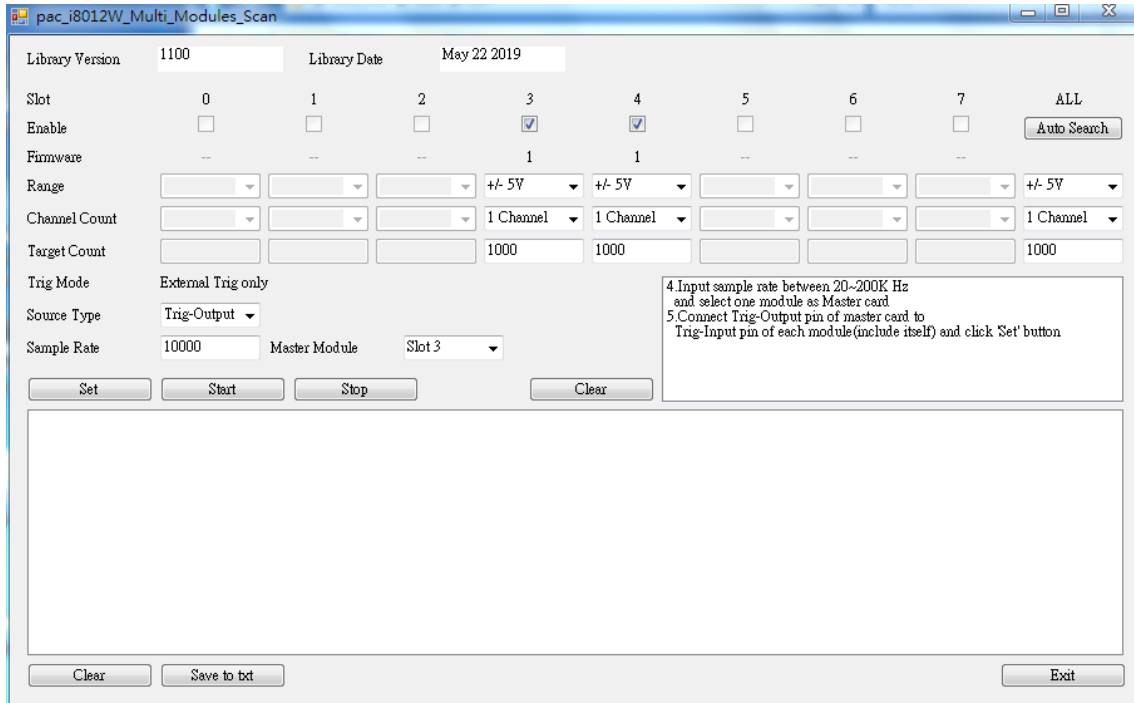 pac_i8012W_Multi_Modules_Scan
Library Version 1100 Library Date May 22 2019
Slot 0 1 2 3 4 5 6 7 ALL
Enable Auto Search
Firmware -- -- -- 1 1 -- -- --
Range +/- 5V +/- 5V +/- 5V
Channel Count 1 Channel 1 Channel 1 Channel
Target Count 1000 1000 1000
Trig Mode External Trig only
Source Type Trig-Output
Sample Rate 10000 Master Module Slot 3
4.Input sample rate between 20~200K Hz
and select one module as Master card
5.Connect Trig-Output pin of master card to
Trig-Input pin of each module(include itself) and click 'Set' button
Set Start Stop Clear
Clear Save to txt Exit